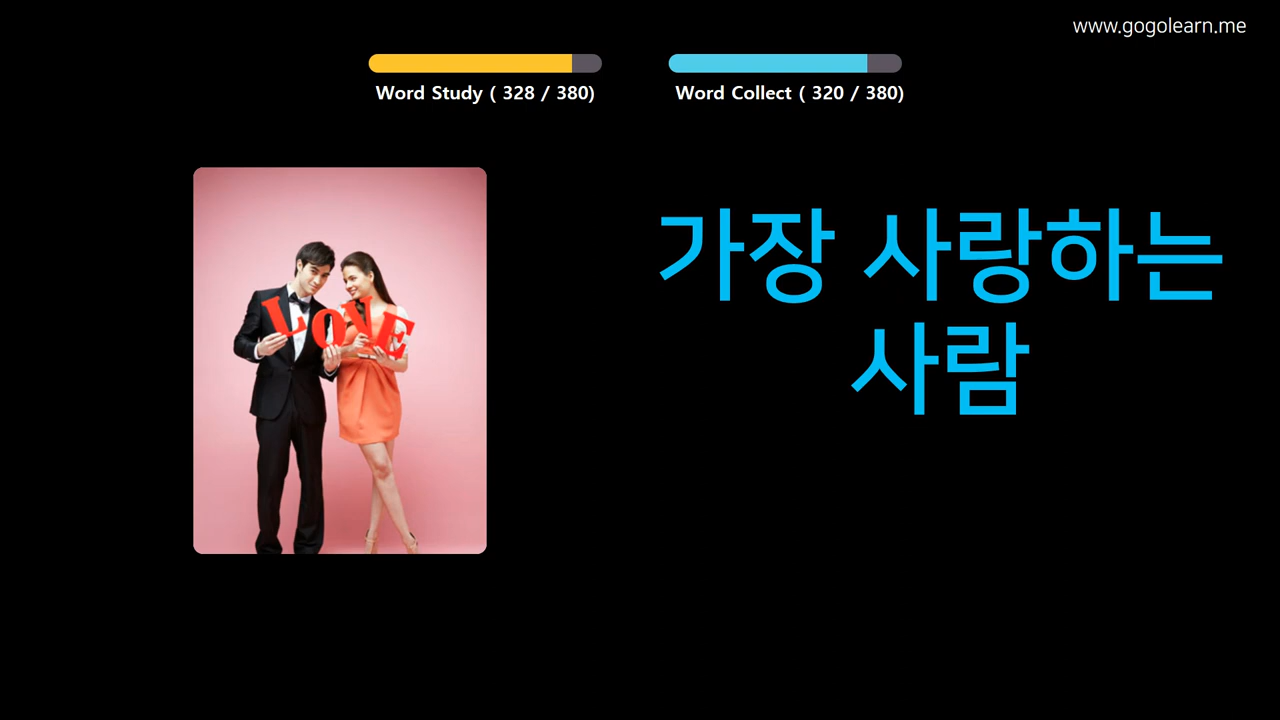 www.gogolearn.me
Word Study ( 328 / 380)
Word Collect ( 320 / 380)
LOVE
가장 사랑하는
사람